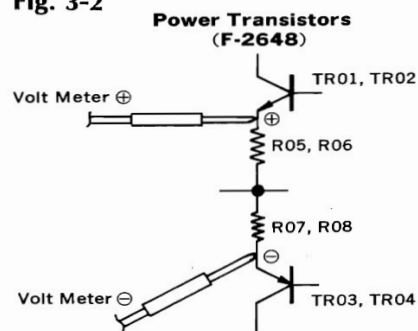 Fig. 3-2
Power Transistors
(F-2648)
TR01, TR02
Volt Meter ⊕
⊕
R05, R06
R07, R08
⊖
Volt Meter ⊖
TR03, TR04